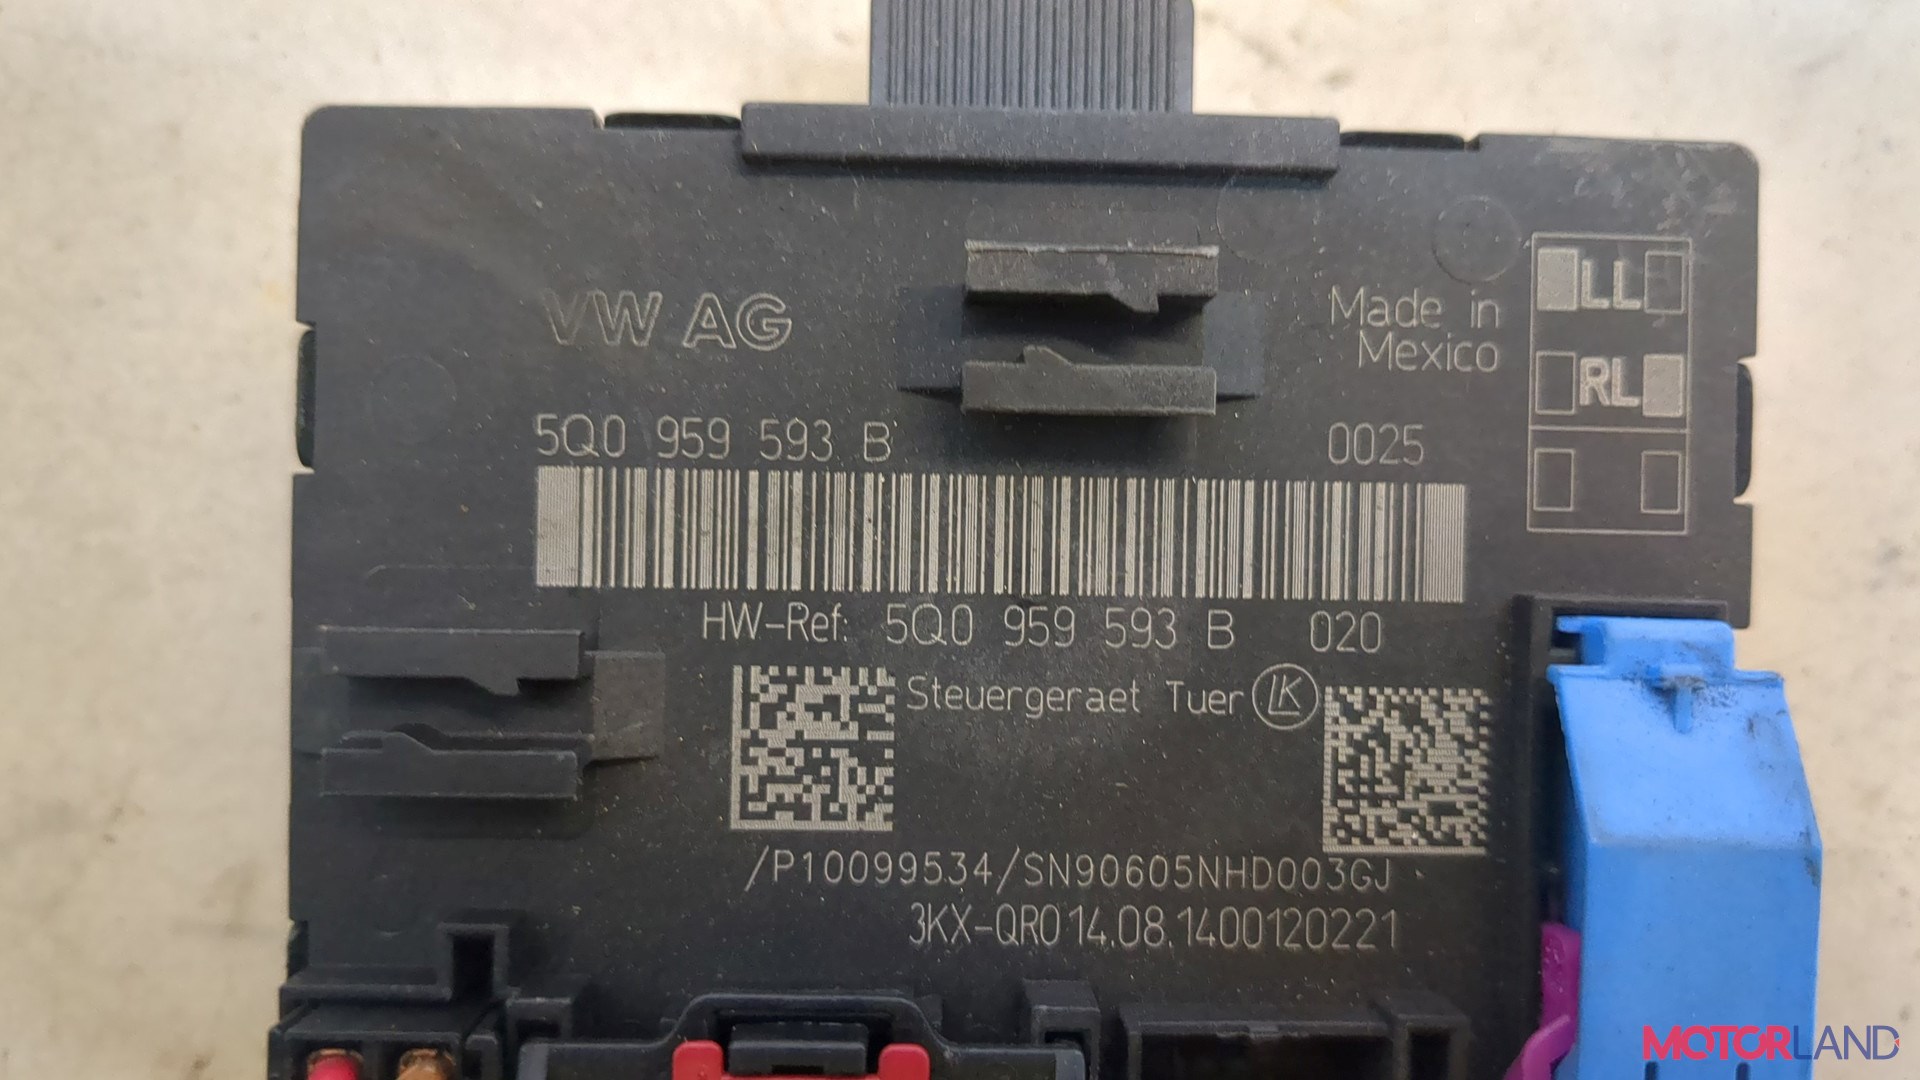 VW AG
Made in
Mexico
LL
RL
5Q0 959 593 B 0025
HW-Ref: 5Q0 959 593 B 020
Steuergeraet Tuer LK
/P10099534/SN90605NHD003GJ
3KX-QR0 14.08.1400120221
MOTORLAND